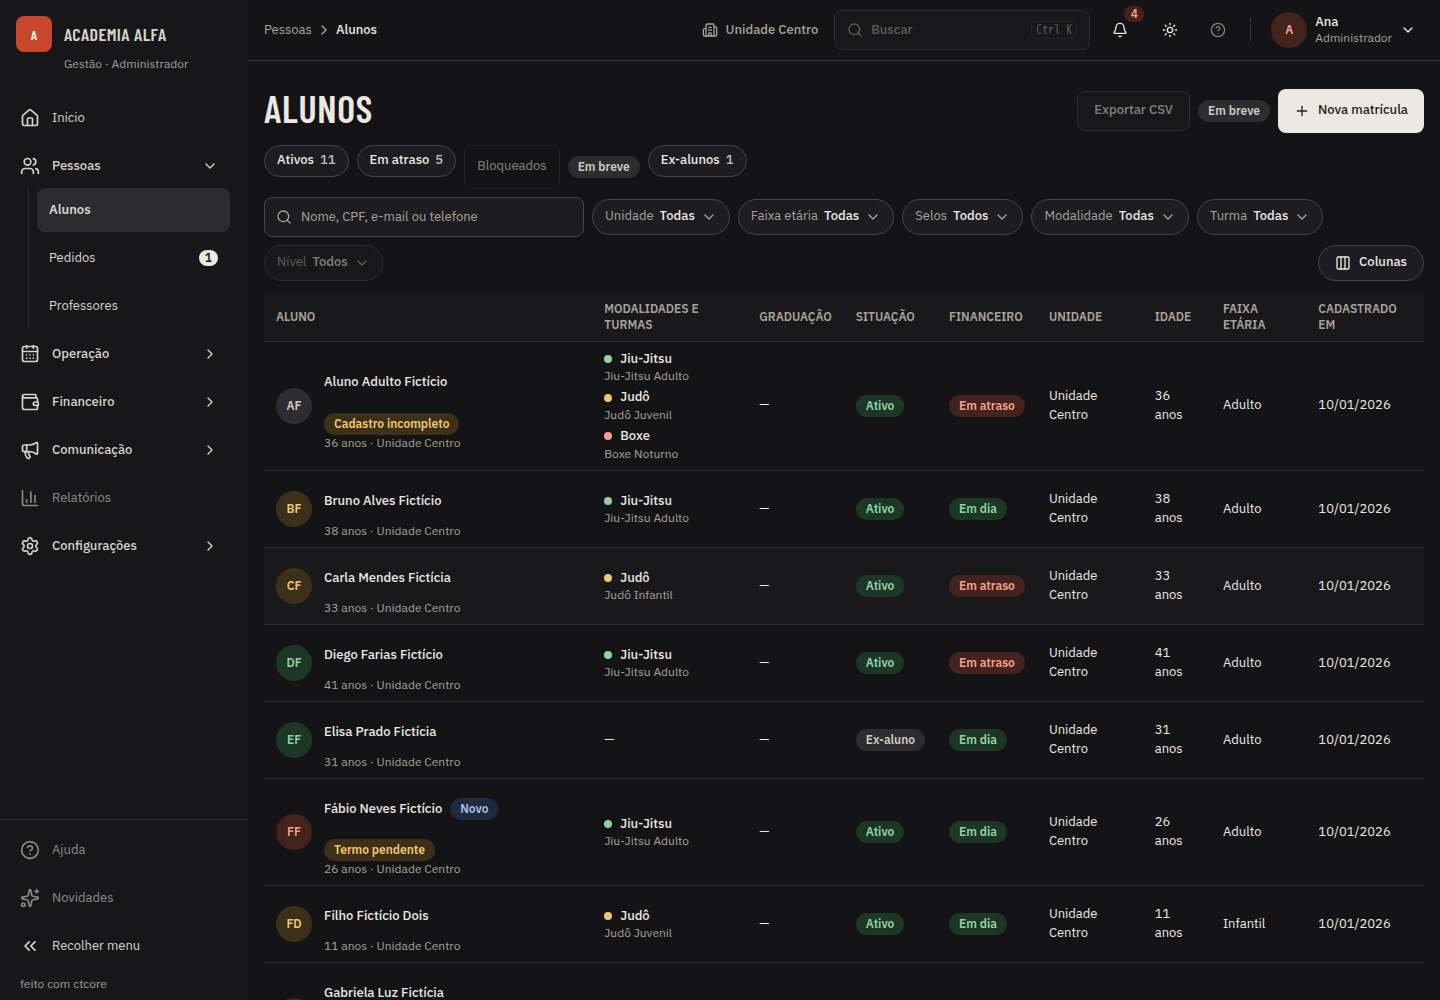 A
ACADEMIA ALFA
Gestão · Administrador
Início
Pessoas
Alunos
Pedidos 1
Professores
Operação
Financeiro
Comunicação
Relatórios
Configurações
Ajuda
Novidades
Recolher menu
feito com ctcore
Pessoas > Alunos
Unidade Centro
Buscar Ctrl K
4
A
Ana
Administrador
ALUNOS
Exportar CSV Em breve + Nova matrícula
Ativos 11 Em atraso 5 Bloqueados Em breve Ex-alunos 1
Nome, CPF, e-mail ou telefone Unidade Todas Faixa etária Todas Selos Todos Modalidade Todas Turma Todas
Nível Todos Colunas
ALUNO MODALIDADES E TURMAS GRADUAÇÃO SITUAÇÃO FINANCEIRO UNIDADE IDADE FAIXA ETÁRIA CADASTRADO EM
AF
Aluno Adulto Fictício
Cadastro incompleto
36 anos · Unidade Centro
Jiu-Jitsu
Jiu-Jitsu Adulto
Judô
Judô Juvenil
Boxe
Boxe Noturno
— Ativo Em atraso Unidade Centro 36 anos Adulto 10/01/2026
BF
Bruno Alves Fictício
38 anos · Unidade Centro
Jiu-Jitsu
Jiu-Jitsu Adulto
— Ativo Em dia Unidade Centro 38 anos Adulto 10/01/2026
CF
Carla Mendes Fictícia
33 anos · Unidade Centro
Judô
Judô Infantil
— Ativo Em atraso Unidade Centro 33 anos Adulto 10/01/2026
DF
Diego Farias Fictício
41 anos · Unidade Centro
Jiu-Jitsu
Jiu-Jitsu Adulto
— Ativo Em atraso Unidade Centro 41 anos Adulto 10/01/2026
EF
Elisa Prado Fictícia
31 anos · Unidade Centro
— — Ex-aluno Em dia Unidade Centro 31 anos Adulto 10/01/2026
FF
Fábio Neves Fictício Novo
Termo pendente
26 anos · Unidade Centro
Jiu-Jitsu
Jiu-Jitsu Adulto
— Ativo Em dia Unidade Centro 26 anos Adulto 10/01/2026
FD
Filho Fictício Dois
11 anos · Unidade Centro
Judô
Judô Juvenil
— Ativo Em dia Unidade Centro 11 anos Infantil 10/01/2026
Gabriela Luz Fictícia